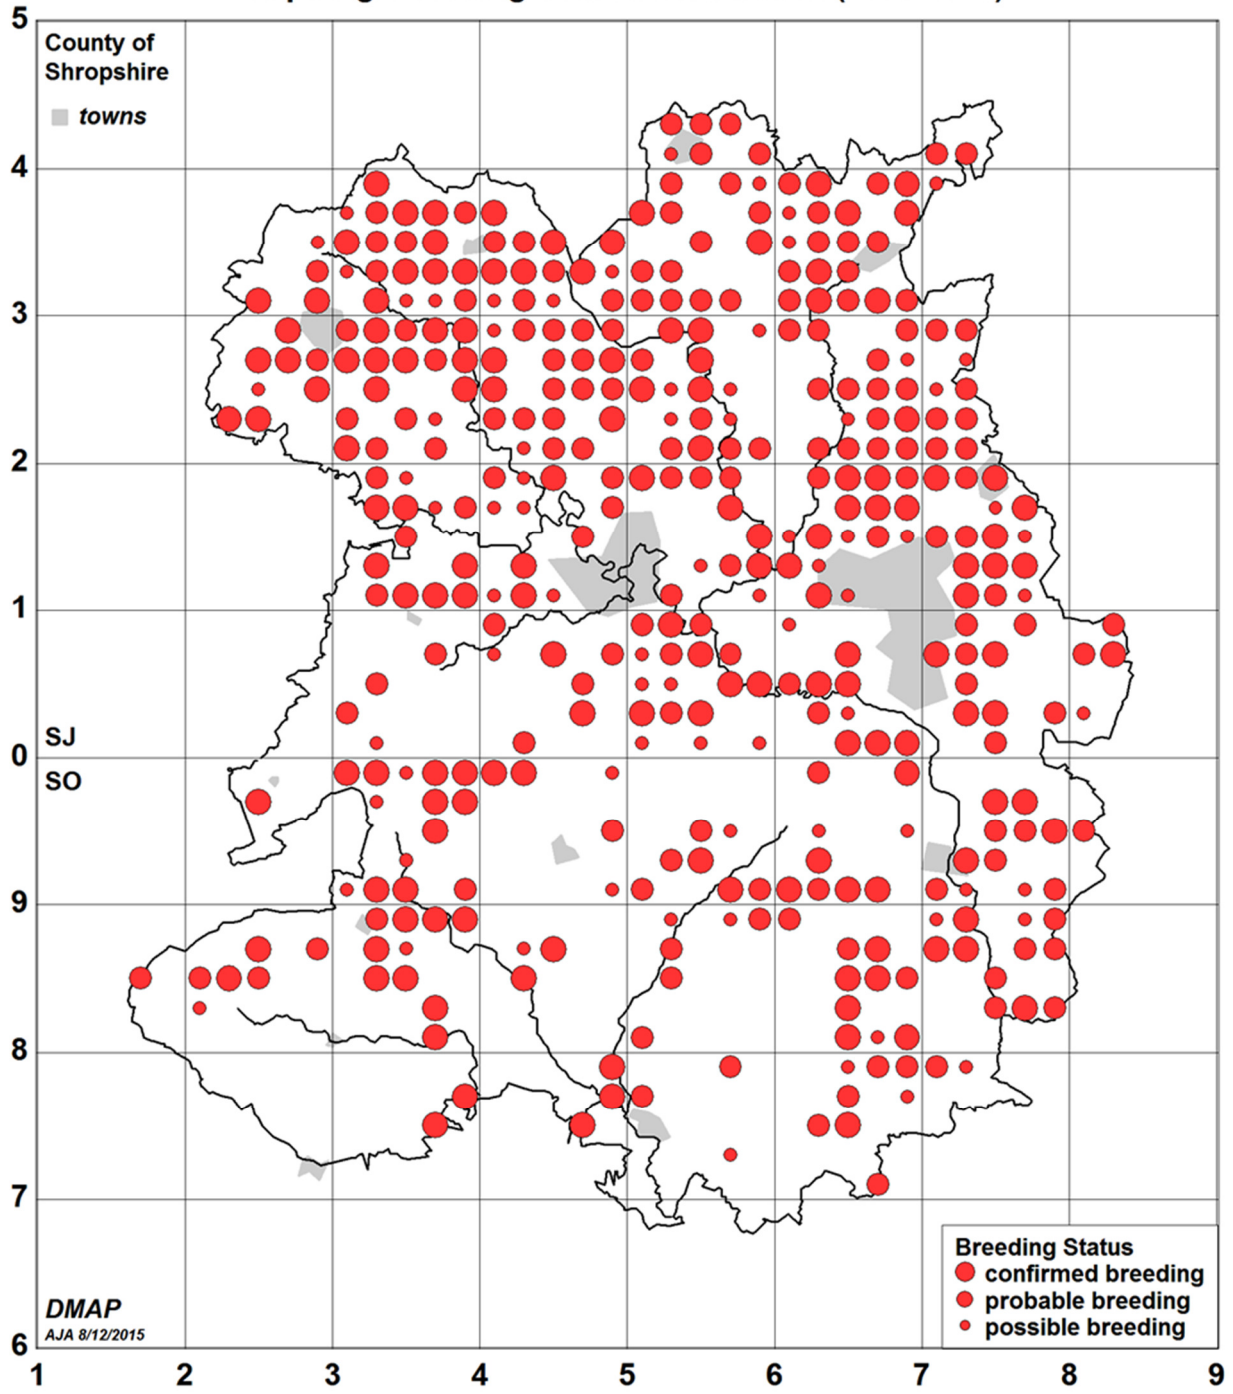 5
County of
Shropshire
towns
4
3
2
1
SJ
0
SO
9
8
7
Breeding Status
confirmed breeding
probable breeding
possible breeding
DMAP
AJA 8/12/2015
6
1 2 3 4 5 6 7 8 9